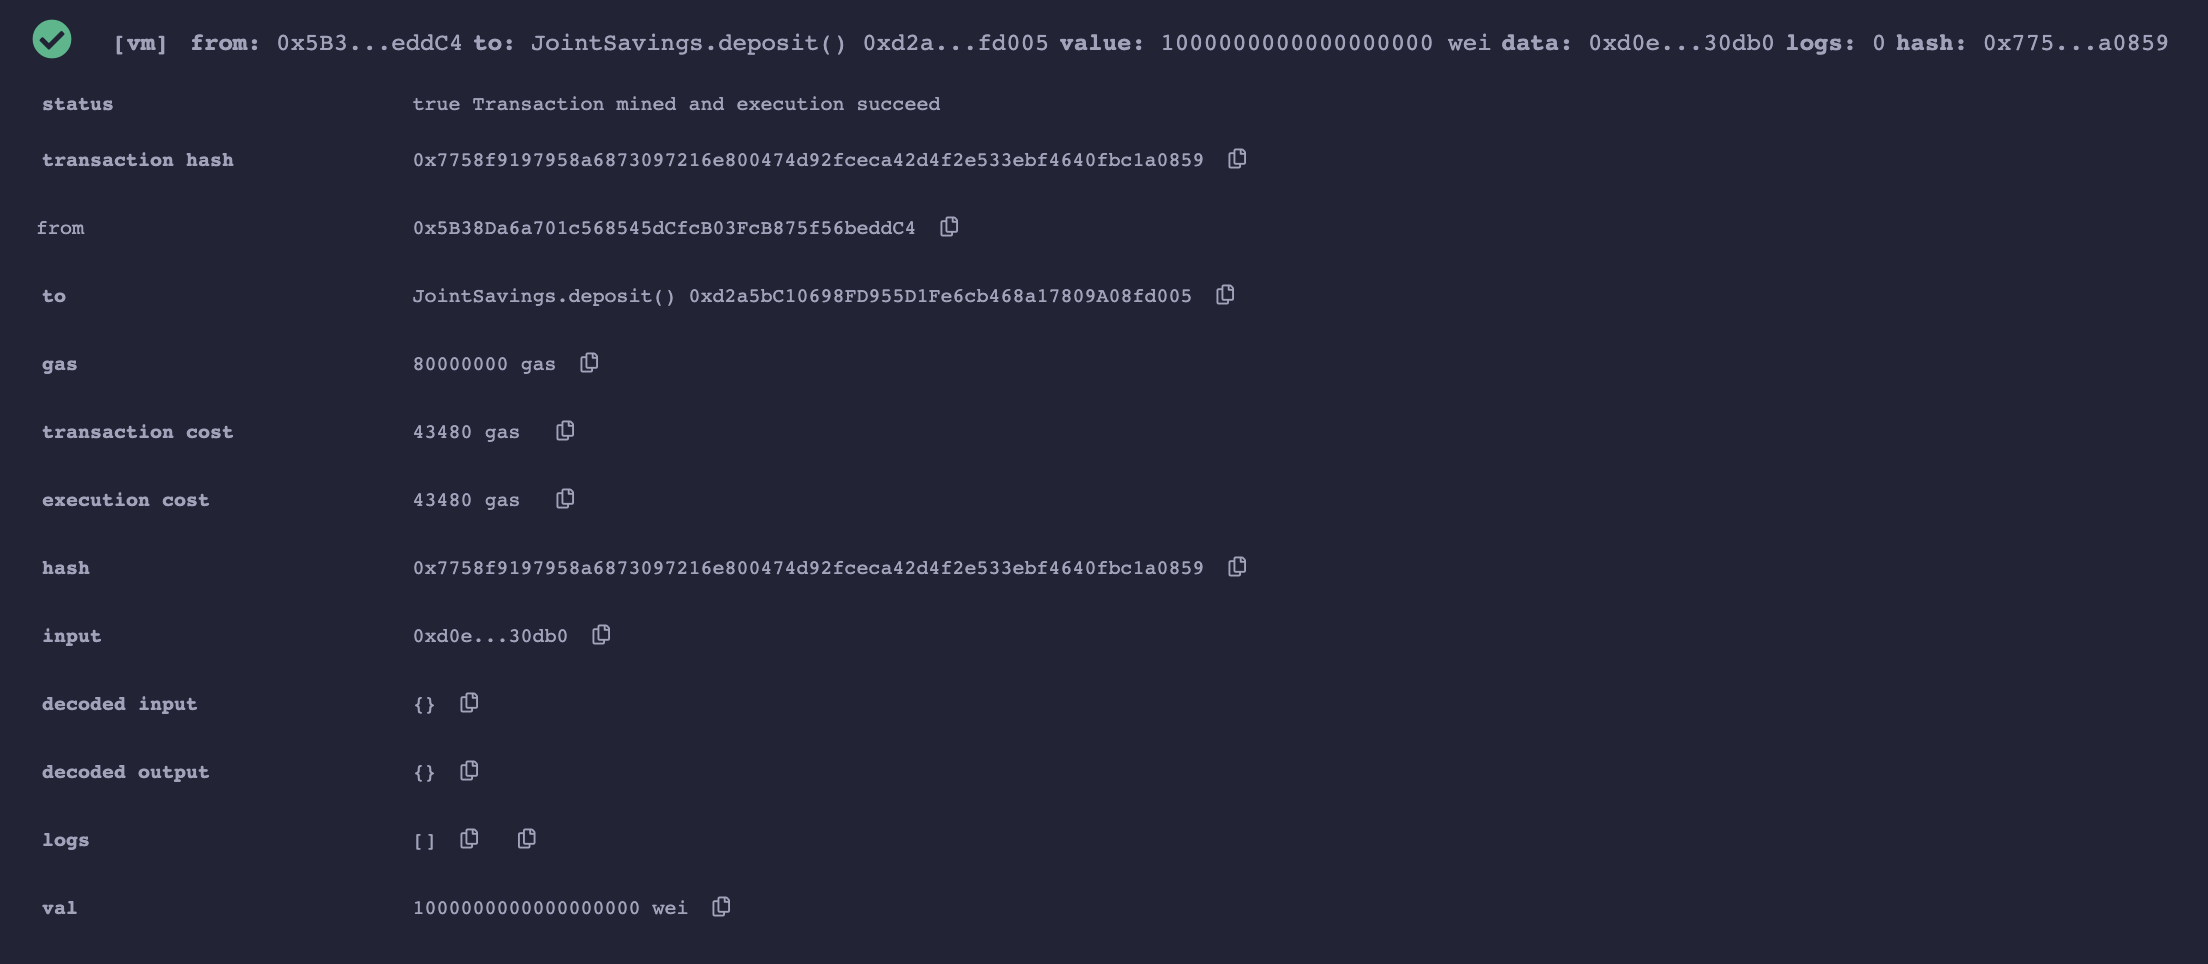 [vm] from: 0x5B3...eddC4 to: JointSavings.deposit() 0xd2a...fd005 value: 1000000000000000000 wei data: 0xd0e...30db0 logs: 0 hash: 0x775...a0859
status true Transaction mined and execution succeed
transaction hash 0x7758f9197958a6873097216e800474d92fceca42d4f2e533ebf4640fbc1a0859
from 0x5B38Da6a701c568545dCfcB03FcB875f56beddC4
to JointSavings.deposit() 0xd2a5bC10698FD955D1Fe6cb468a17809A08fd005
gas 80000000 gas
transaction cost 43480 gas
execution cost 43480 gas
hash 0x7758f9197958a6873097216e800474d92fceca42d4f2e533ebf4640fbc1a0859
input 0xd0e...30db0
decoded input {}
decoded output {}
logs []
val 1000000000000000000 wei